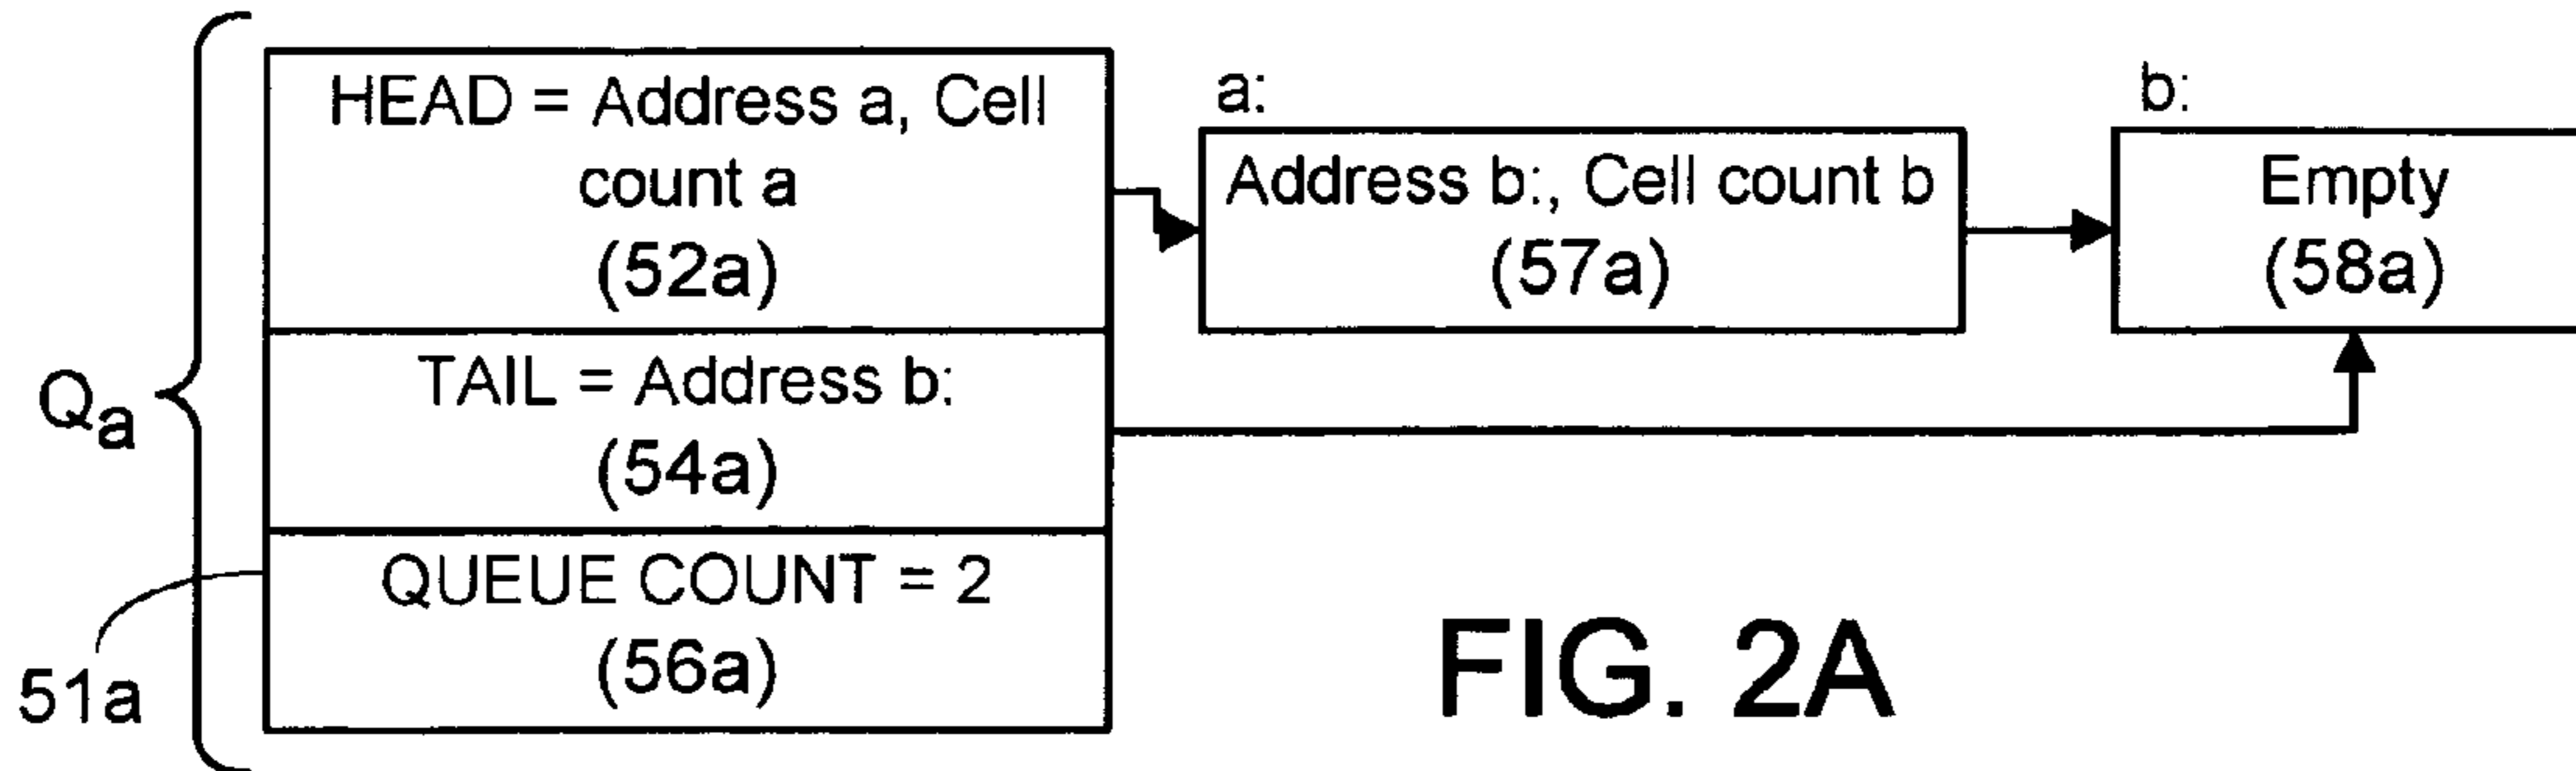 HEAD = Address a, Cell
count a
(52a)
TAIL = Address b:
(54a)
QUEUE COUNT = 2
(56a)
Qa
51a
a:
Address b:, Cell count b
(57a)
b:
Empty
(58a)
FIG. 2A